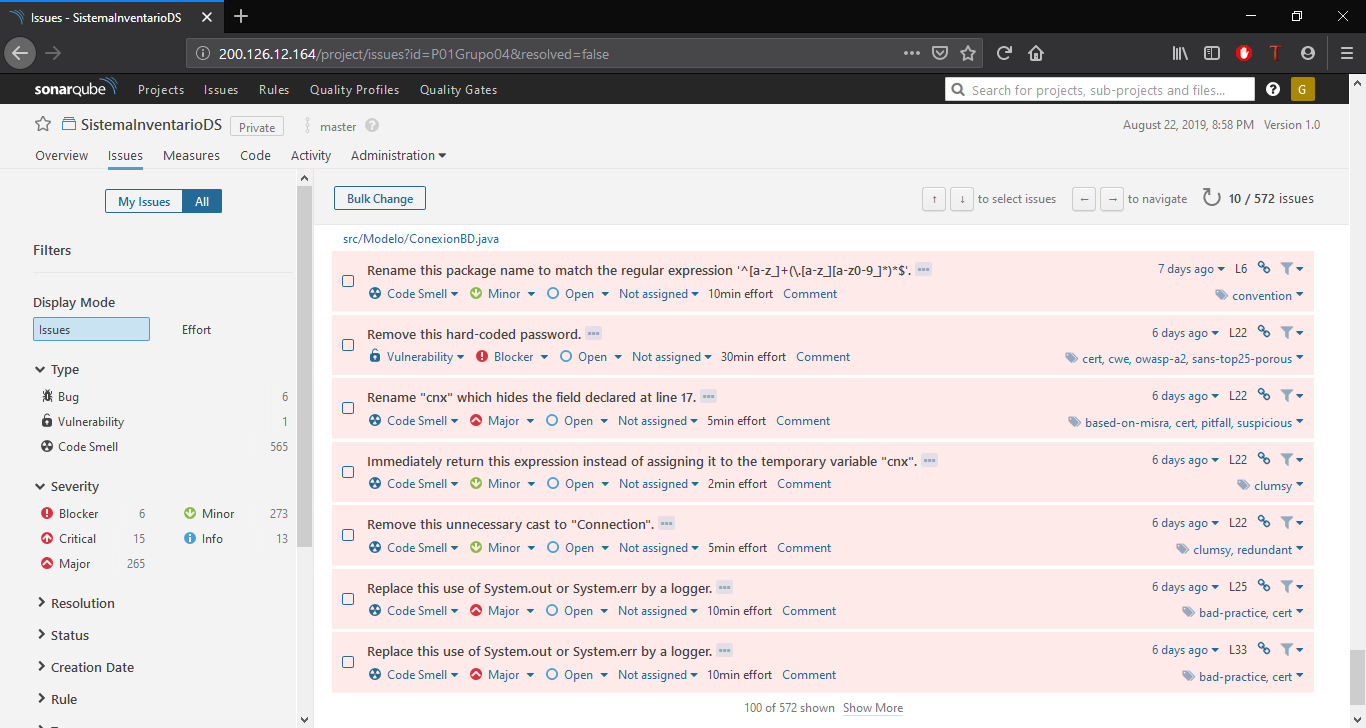 Issues - SistemaInventarioDS
200.126.12.164/project/issues?id=P01Grupo04&resolved=false
sonarqube Projects Issues Rules Quality Profiles Quality Gates Search for projects, sub-projects and files... G
SistemaInventarioDS Private master August 22, 2019, 8:58 PM Version 1.0
Overview Issues Measures Code Activity Administration
My Issues All
Bulk Change ↑ ↓ to select issues ← → to navigate 10 / 572 issues
Filters
Display Mode
Issues Effort
Type
Bug 6
Vulnerability 1
Code Smell 565
Severity
Blocker 6 Minor 273
Critical 15 Info 13
Major 265
Resolution
Status
Creation Date
Rule
src/Modelo/ConexionBD.java
Rename this package name to match the regular expression '^[a-z_]+(\.[a-z_][a-z0-9_]*)*$'. 7 days ago L6
Code Smell Minor Open Not assigned 10min effort Comment convention
Remove this hard-coded password. 6 days ago L22
Vulnerability Blocker Open Not assigned 30min effort Comment cert, cwe, owasp-a2, sans-top25-porous
Rename "cnx" which hides the field declared at line 17. 6 days ago L22
Code Smell Major Open Not assigned 5min effort Comment based-on-misra, cert, pitfall, suspicious
Immediately return this expression instead of assigning it to the temporary variable "cnx". 6 days ago L22
Code Smell Minor Open Not assigned 2min effort Comment clumsy
Remove this unnecessary cast to "Connection". 6 days ago L22
Code Smell Minor Open Not assigned 5min effort Comment clumsy, redundant
Replace this use of System.out or System.err by a logger. 6 days ago L25
Code Smell Major Open Not assigned 10min effort Comment bad-practice, cert
Replace this use of System.out or System.err by a logger. 6 days ago L33
Code Smell Major Open Not assigned 10min effort Comment bad-practice, cert
100 of 572 shown Show More